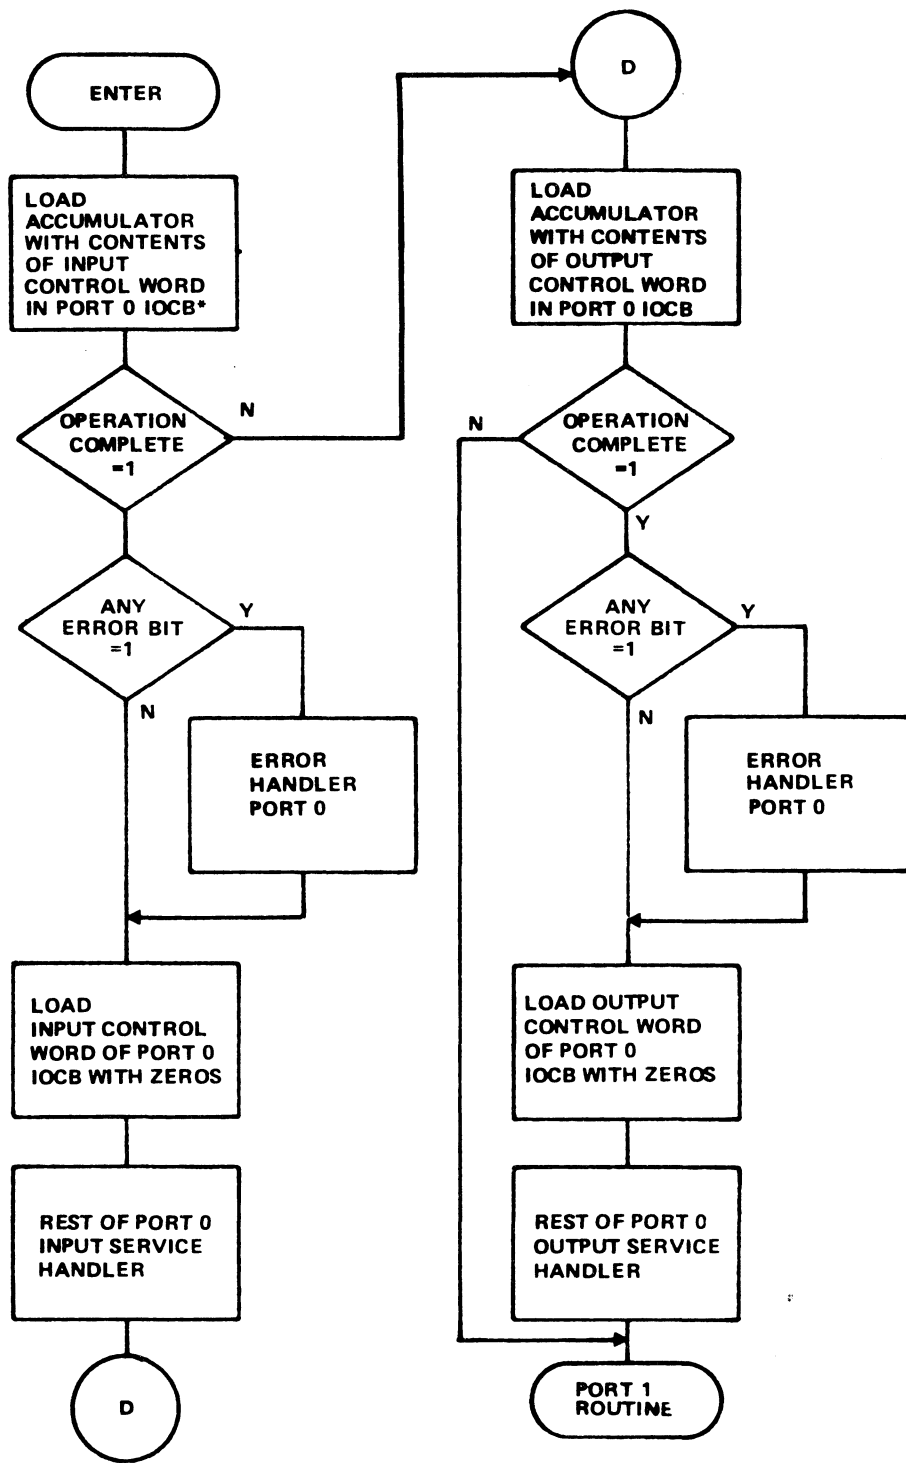 ENTER
LOAD
ACCUMULATOR
WITH CONTENTS
OF INPUT
CONTROL WORD
IN PORT 0 IOCB*
OPERATION
COMPLETE
=1
N
ANY
ERROR BIT
=1
Y
N
ERROR
HANDLER
PORT 0
LOAD
INPUT CONTROL
WORD OF PORT 0
IOCB WITH ZEROS
REST OF PORT 0
INPUT SERVICE
HANDLER
D
D
LOAD
ACCUMULATOR
WITH CONTENTS
OF OUTPUT
CONTROL WORD
IN PORT 0 IOCB
N
OPERATION
COMPLETE
=1
Y
ANY
ERROR BIT
=1
Y
N
ERROR
HANDLER
PORT 0
LOAD OUTPUT
CONTROL WORD
OF PORT 0
IOCB WITH ZEROS
REST OF PORT 0
OUTPUT SERVICE
HANDLER
PORT 1
ROUTINE